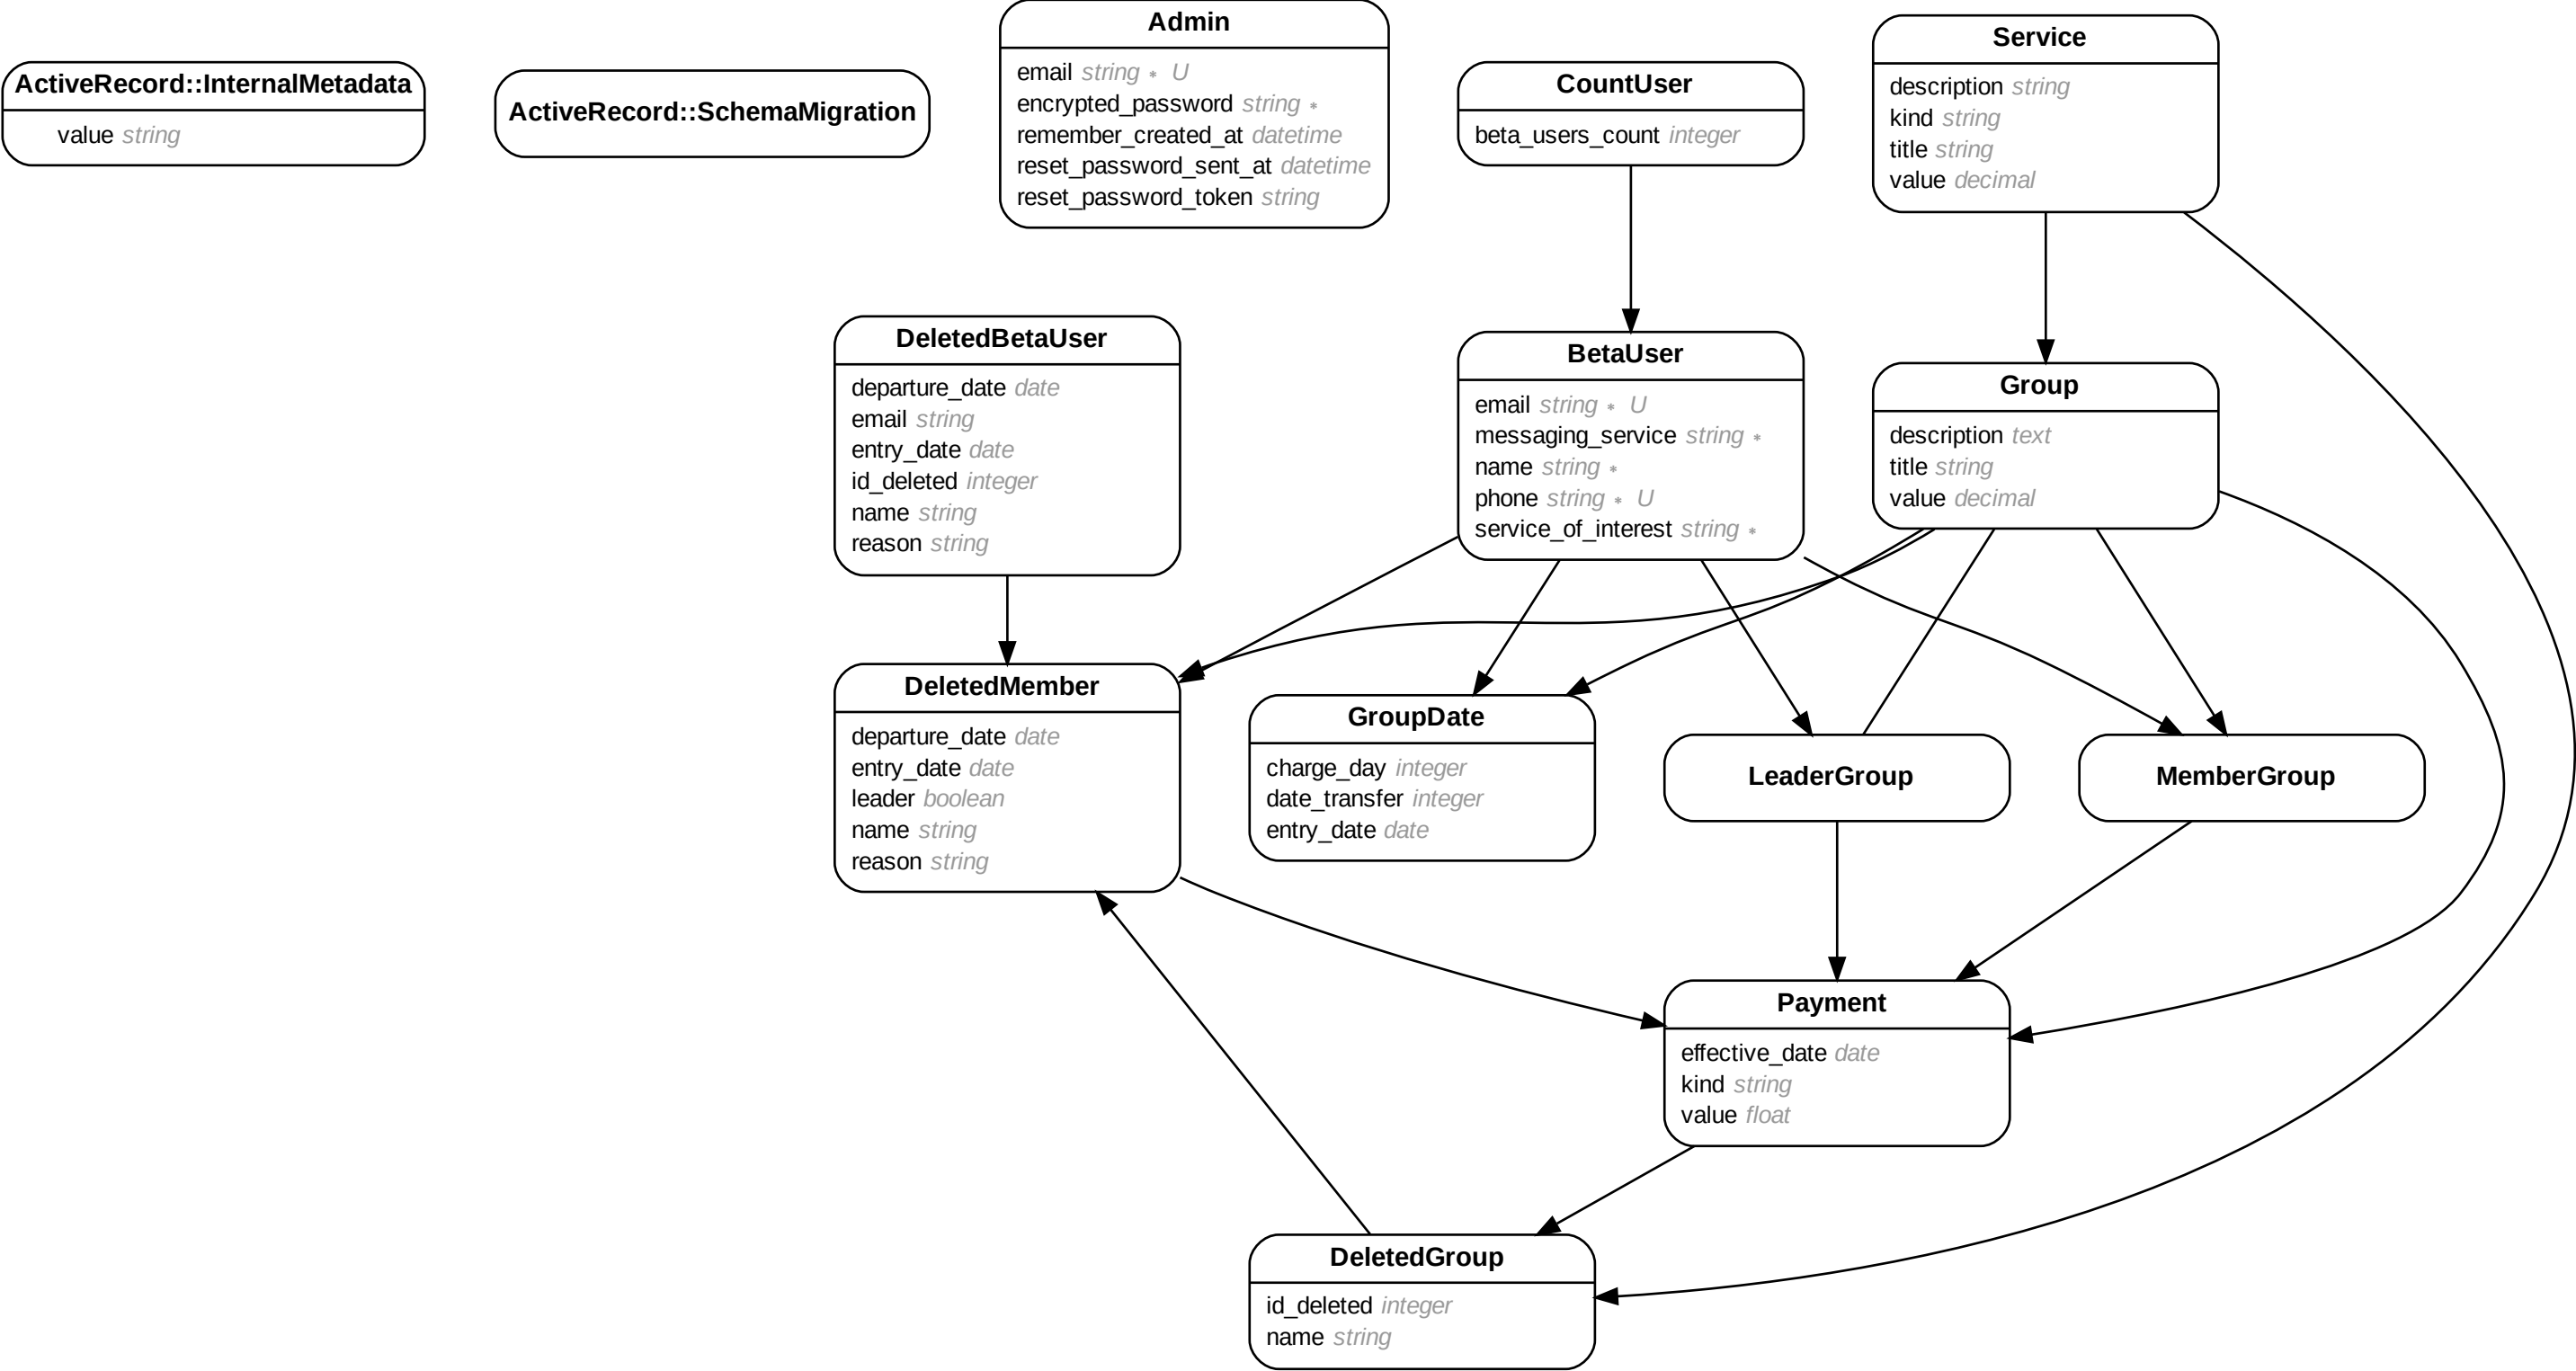 ActiveRecord::InternalMetadata
value string
ActiveRecord::SchemaMigration
Admin
email string * U
encrypted_password string *
remember_created_at datetime
reset_password_sent_at datetime
reset_password_token string
CountUser
beta_users_count integer
Service
description string
kind string
title string
value decimal
DeletedBetaUser
departure_date date
email string
entry_date date
id_deleted integer
name string
reason string
BetaUser
email string * U
messaging_service string *
name string *
phone string * U
service_of_interest string *
Group
description text
title string
value decimal
DeletedMember
departure_date date
entry_date date
leader boolean
name string
reason string
GroupDate
charge_day integer
date_transfer integer
entry_date date
LeaderGroup
MemberGroup
Payment
effective_date date
kind string
value float
DeletedGroup
id_deleted integer
name string